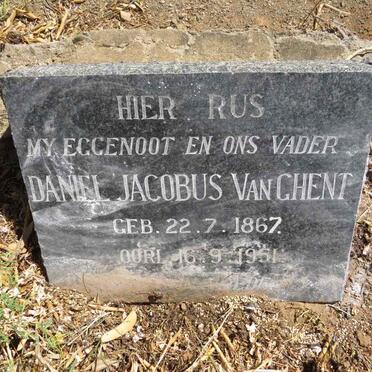 HIER RUS
MY EGGENOOT EN ONS VADER
DANIEL JACOBUS VAN GHENT
GEB. 22.7.1867.
OORL. 16.9.1951.